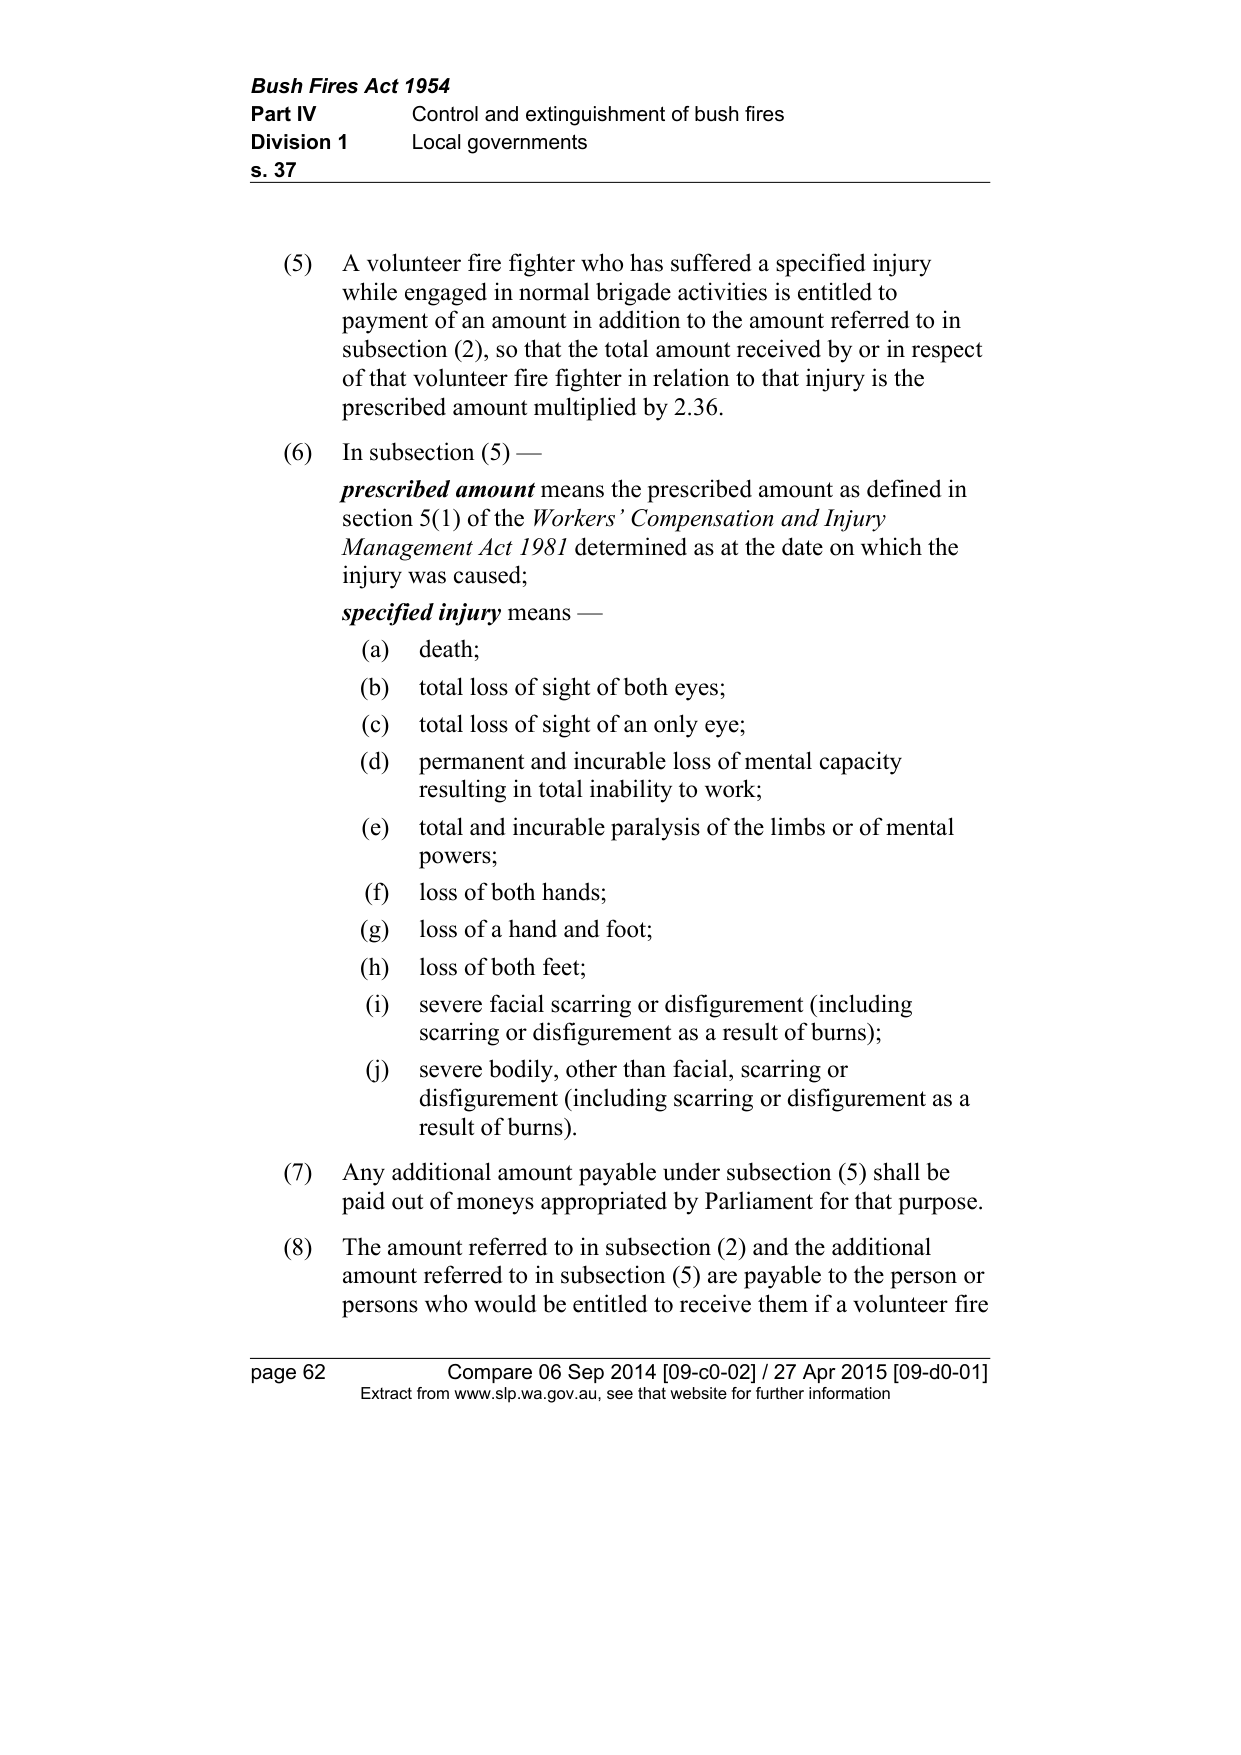 Bush Fires Act 1954
Part IV Control and extinguishment of bush fires
Division 1 Local governments
s. 37
(5) A volunteer fire fighter who has suffered a specified injury
while engaged in normal brigade activities is entitled to
payment of an amount in addition to the amount referred to in
subsection (2), so that the total amount received by or in respect
of that volunteer fire fighter in relation to that injury is the
prescribed amount multiplied by 2.36.
(6) In subsection (5) —
prescribed amount means the prescribed amount as defined in
section 5(1) of the Workers’ Compensation and Injury
Management Act 1981 determined as at the date on which the
injury was caused;
specified injury means —
(a) death;
(b) total loss of sight of both eyes;
(c) total loss of sight of an only eye;
(d) permanent and incurable loss of mental capacity
resulting in total inability to work;
(e) total and incurable paralysis of the limbs or of mental
powers;
(f) loss of both hands;
(g) loss of a hand and foot;
(h) loss of both feet;
(i) severe facial scarring or disfigurement (including
scarring or disfigurement as a result of burns);
(j) severe bodily, other than facial, scarring or
disfigurement (including scarring or disfigurement as a
result of burns).
(7) Any additional amount payable under subsection (5) shall be
paid out of moneys appropriated by Parliament for that purpose.
(8) The amount referred to in subsection (2) and the additional
amount referred to in subsection (5) are payable to the person or
persons who would be entitled to receive them if a volunteer fire
page 62 Compare 06 Sep 2014 [09-c0-02] / 27 Apr 2015 [09-d0-01]
Extract from www.slp.wa.gov.au, see that website for further information